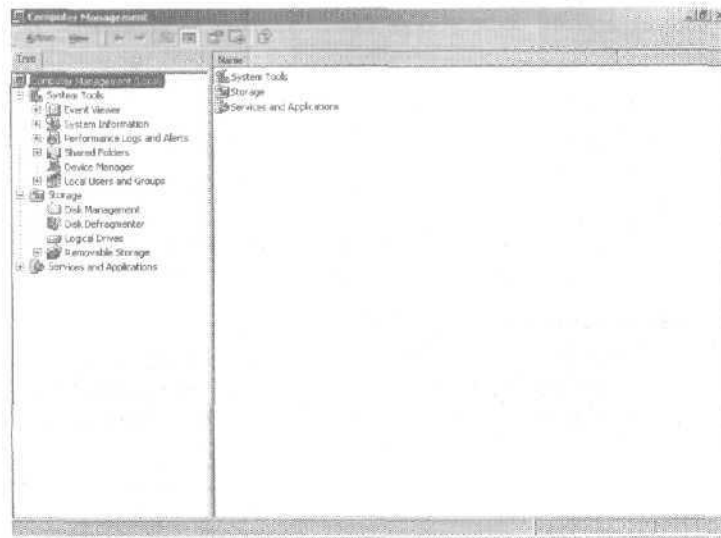 Computer Management
Action View
Tree
Computer Management (Local)
System Tools
Event Viewer
System Information
Performance Logs and Alerts
Shared Folders
Device Manager
Local Users and Groups
Storage
Disk Management
Disk Defragmenter
Logical Drives
Removable Storage
Services and Applications
Name
System Tools
Storage
Services and Applications